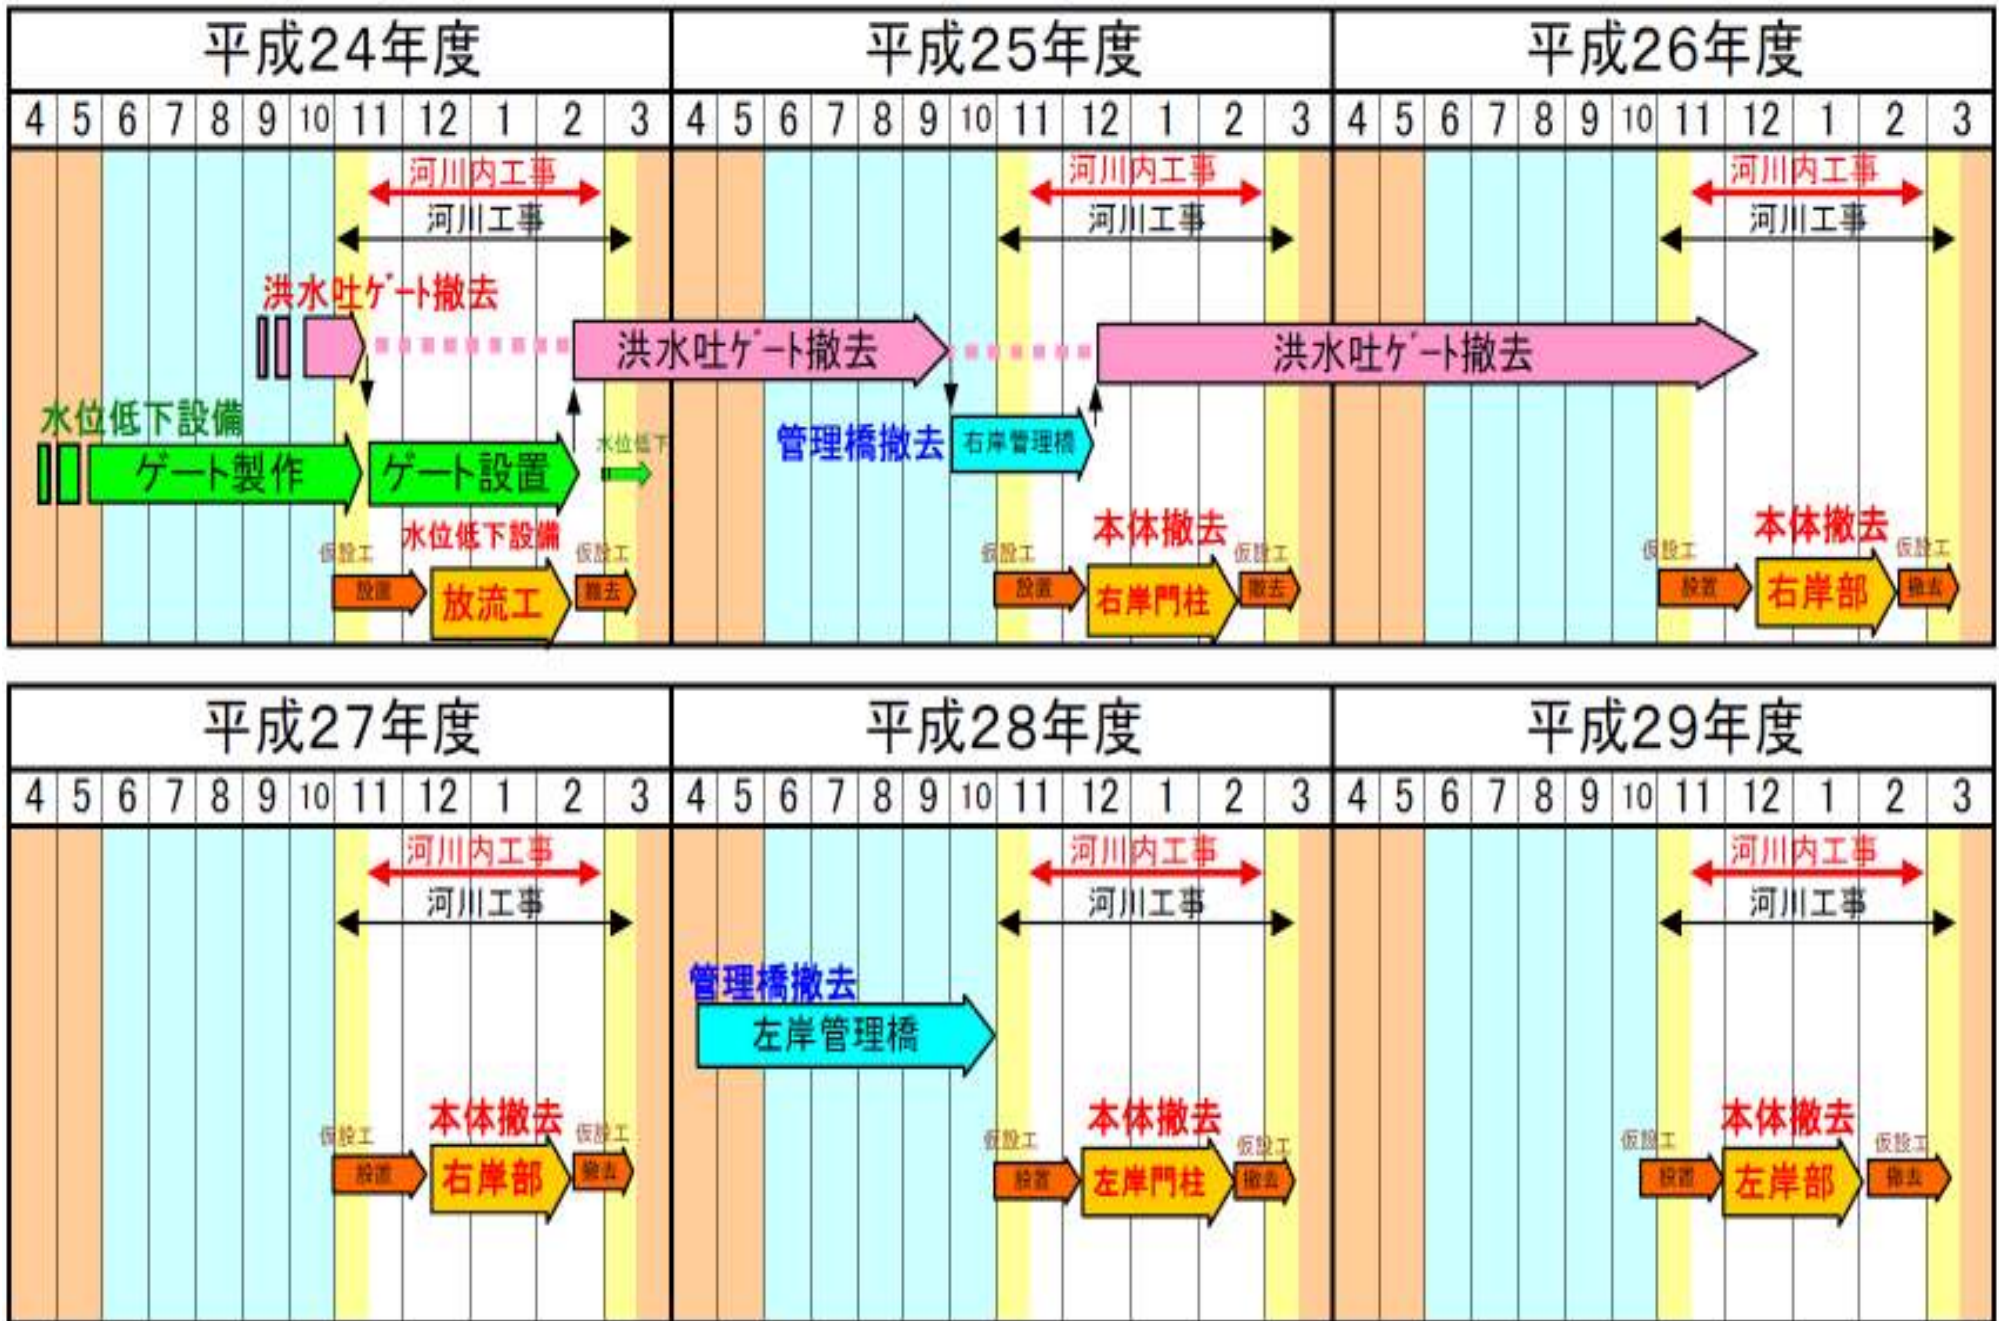 平成24年度 平成25年度 平成26年度
4 5 6 7 8 9 10 11 12 1 2 3 4 5 6 7 8 9 10 11 12 1 2 3 4 5 6 7 8 9 10 11 12 1 2 3
河川内工事 河川内工事 河川内工事
河川工事 河川工事 河川工事
洪水吐ｹﾞｰﾄ撤去
洪水吐ｹﾞｰﾄ撤去 洪水吐ｹﾞｰﾄ撤去
水位低下設備
管理橋撤去 右岸管理橋
水位低下
ゲート製作 ゲート設置
水位低下設備 本体撤去 本体撤去
仮設工 仮設工 仮設工 仮設工 仮設工 仮設工
設置 放流工 撤去 設置 右岸門柱 撤去 設置 右岸部 撤去
平成27年度 平成28年度 平成29年度
4 5 6 7 8 9 10 11 12 1 2 3 4 5 6 7 8 9 10 11 12 1 2 3 4 5 6 7 8 9 10 11 12 1 2 3
河川内工事 河川内工事 河川内工事
河川工事 河川工事 河川工事
管理橋撤去
左岸管理橋
本体撤去 本体撤去 本体撤去
仮設工 仮設工 仮設工 仮設工 仮設工 仮設工
設置 右岸部 撤去 設置 左岸門柱 撤去 設置 左岸部 撤去